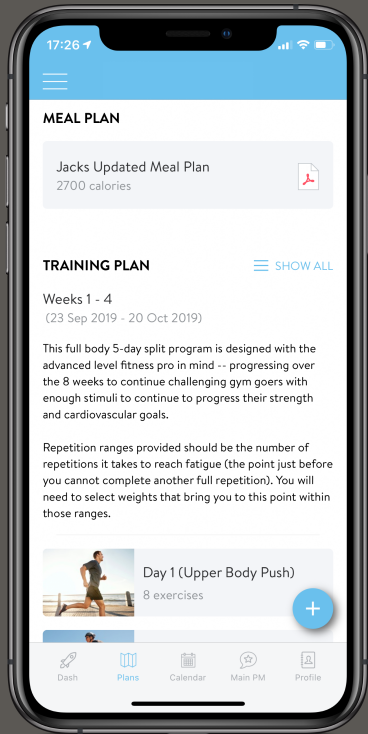 17:26
MEAL PLAN
Jacks Updated Meal Plan
2700 calories
TRAINING PLAN
SHOW ALL
Weeks 1 - 4
(23 Sep 2019 - 20 Oct 2019)
This full body 5-day split program is designed with the
advanced level fitness pro in mind -- progressing over
the 8 weeks to continue challenging gym goers with
enough stimuli to continue to progress their strength
and cardiovascular goals.
Repetition ranges provided should be the number of
repetitions it takes to reach fatigue (the point just before
you cannot complete another full repetition). You will
need to select weights that bring you to this point within
those ranges.
Day 1 (Upper Body Push)
8 exercises
+
Dash
Plans
Calendar
Main PM
Profile